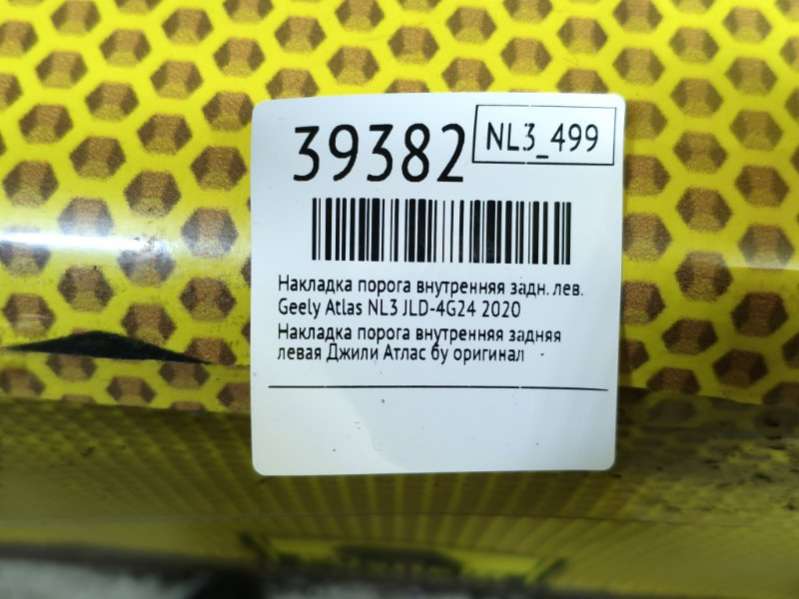 39382
NL3_499
Накладка порога внутренняя задн. лев.
Geely Atlas NL3 JLD-4G24 2020
Накладка порога внутренняя задняя
левая Джили Атлас бу оригинал